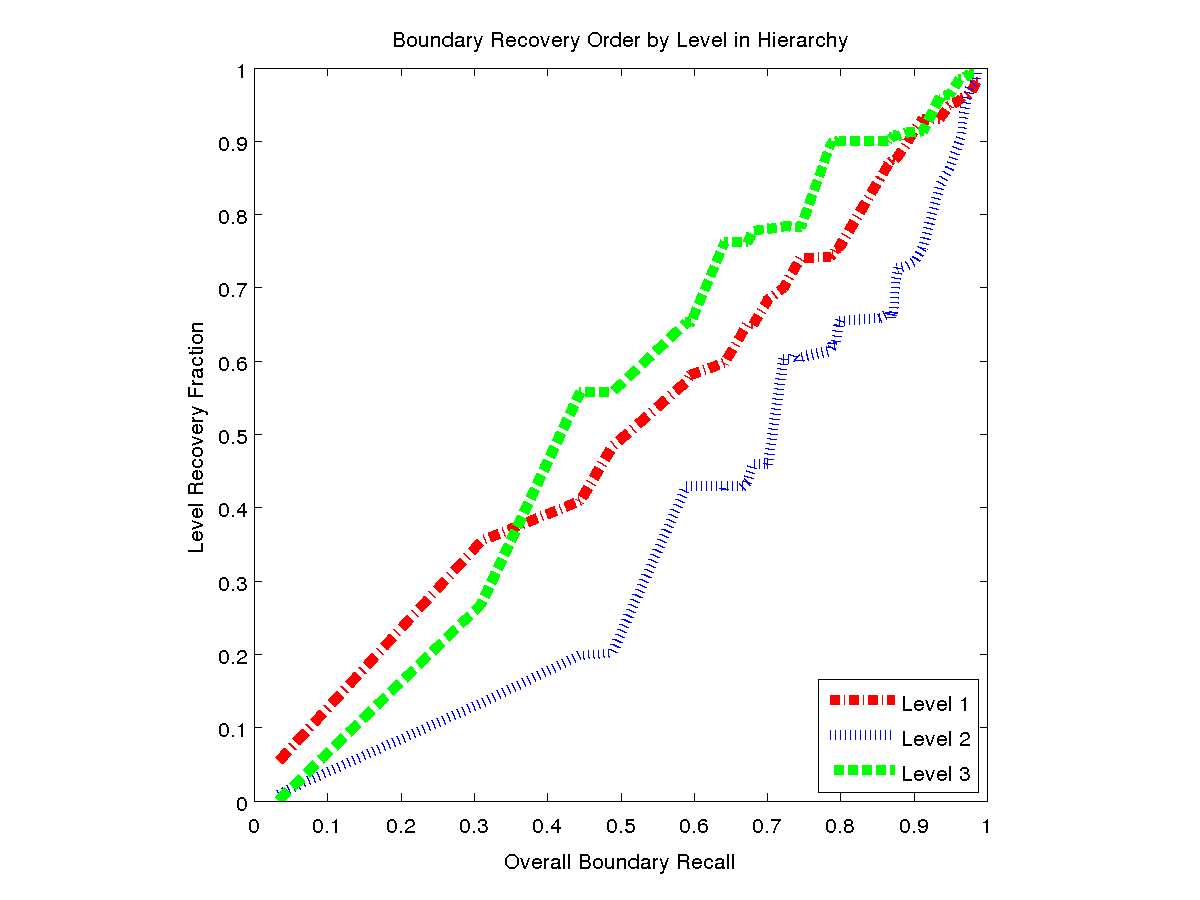 Boundary Recovery Order by Level in Hierarchy
1
0.9
0.8
0.7
0.6
0.5
0.4
0.3
0.2
0.1
0
Level Recovery Fraction
Level 1
Level 2
Level 3
0 0.1 0.2 0.3 0.4 0.5 0.6 0.7 0.8 0.9 1
Overall Boundary Recall